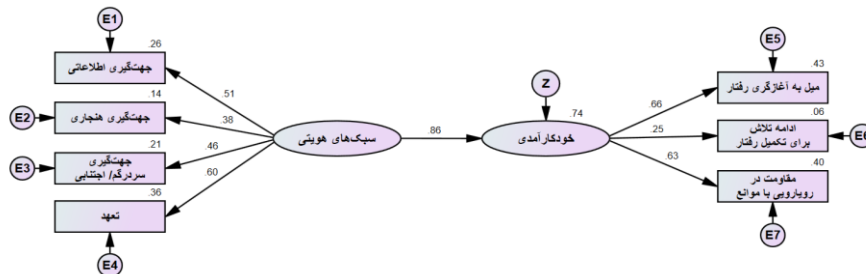 E1
.26
جهت‌گیری اطلاعاتی
.51
E2
.14
جهت‌گیری هنجاری
.38
E3
.21
جهت‌گیری
سردرگم/ اجتنابی
.46
.36
تعهد
.60
E4
سبک‌های هویتی
.86
Z
.74
خودکارآمدی
E5
.43
میل به آغازگری رفتار
.66
.06
ادامه تلاش
برای تکمیل رفتار
.25
E6
.40
مقاومت در
رویارویی با موانع
.63
E7